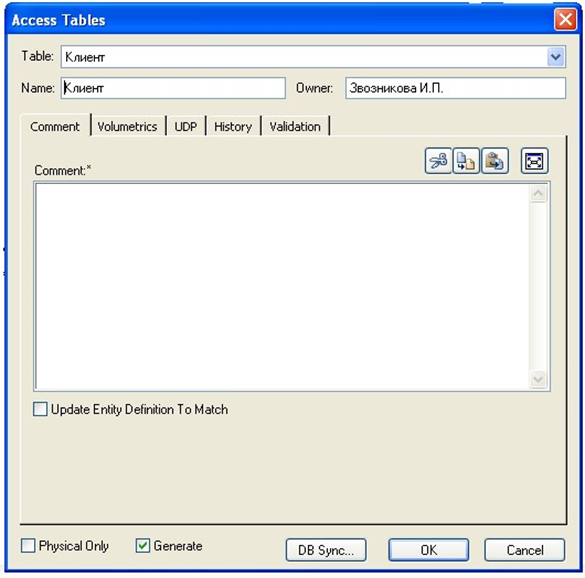 Access Tables
Table: Клиент
Name: Клиент Owner: Звозникова И.П.
Comment Volumetrics UDP History Validation
Comment:*
Update Entity Definition To Match
Physical Only Generate DB Sync... OK Cancel